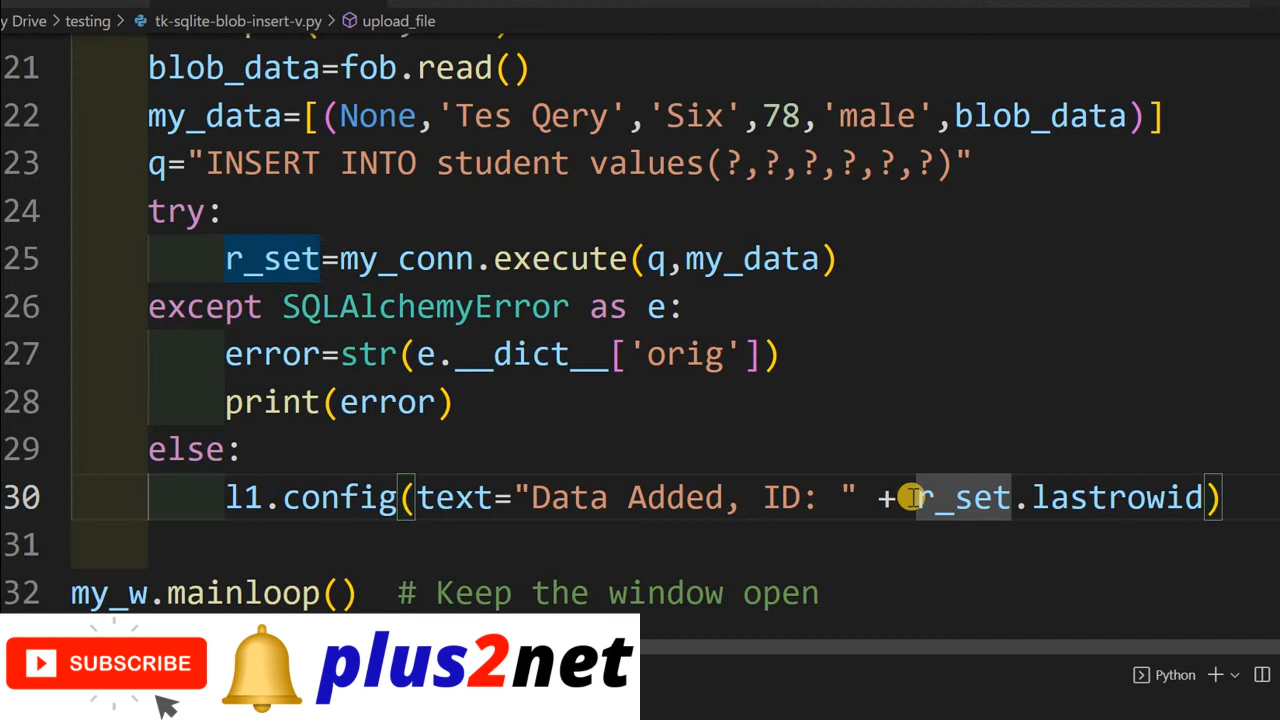 y Drive > testing > tk-sqlite-blob-insert-v.py > upload_file
21 blob_data=fob.read()
22 my_data=[(None,'Tes Qery','Six',78,'male',blob_data)]
23 q="INSERT INTO student values(?,?,?,?,?,?)"
24 try:
25 r_set=my_conn.execute(q,my_data)
26 except SQLAlchemyError as e:
27 error=str(e.__dict__['orig'])
28 print(error)
29 else:
30 l1.config(text="Data Added, ID: " + r_set.lastrowid)
31
32 my_w.mainloop() # Keep the window open
SUBSCRIBE
plus2net
Python